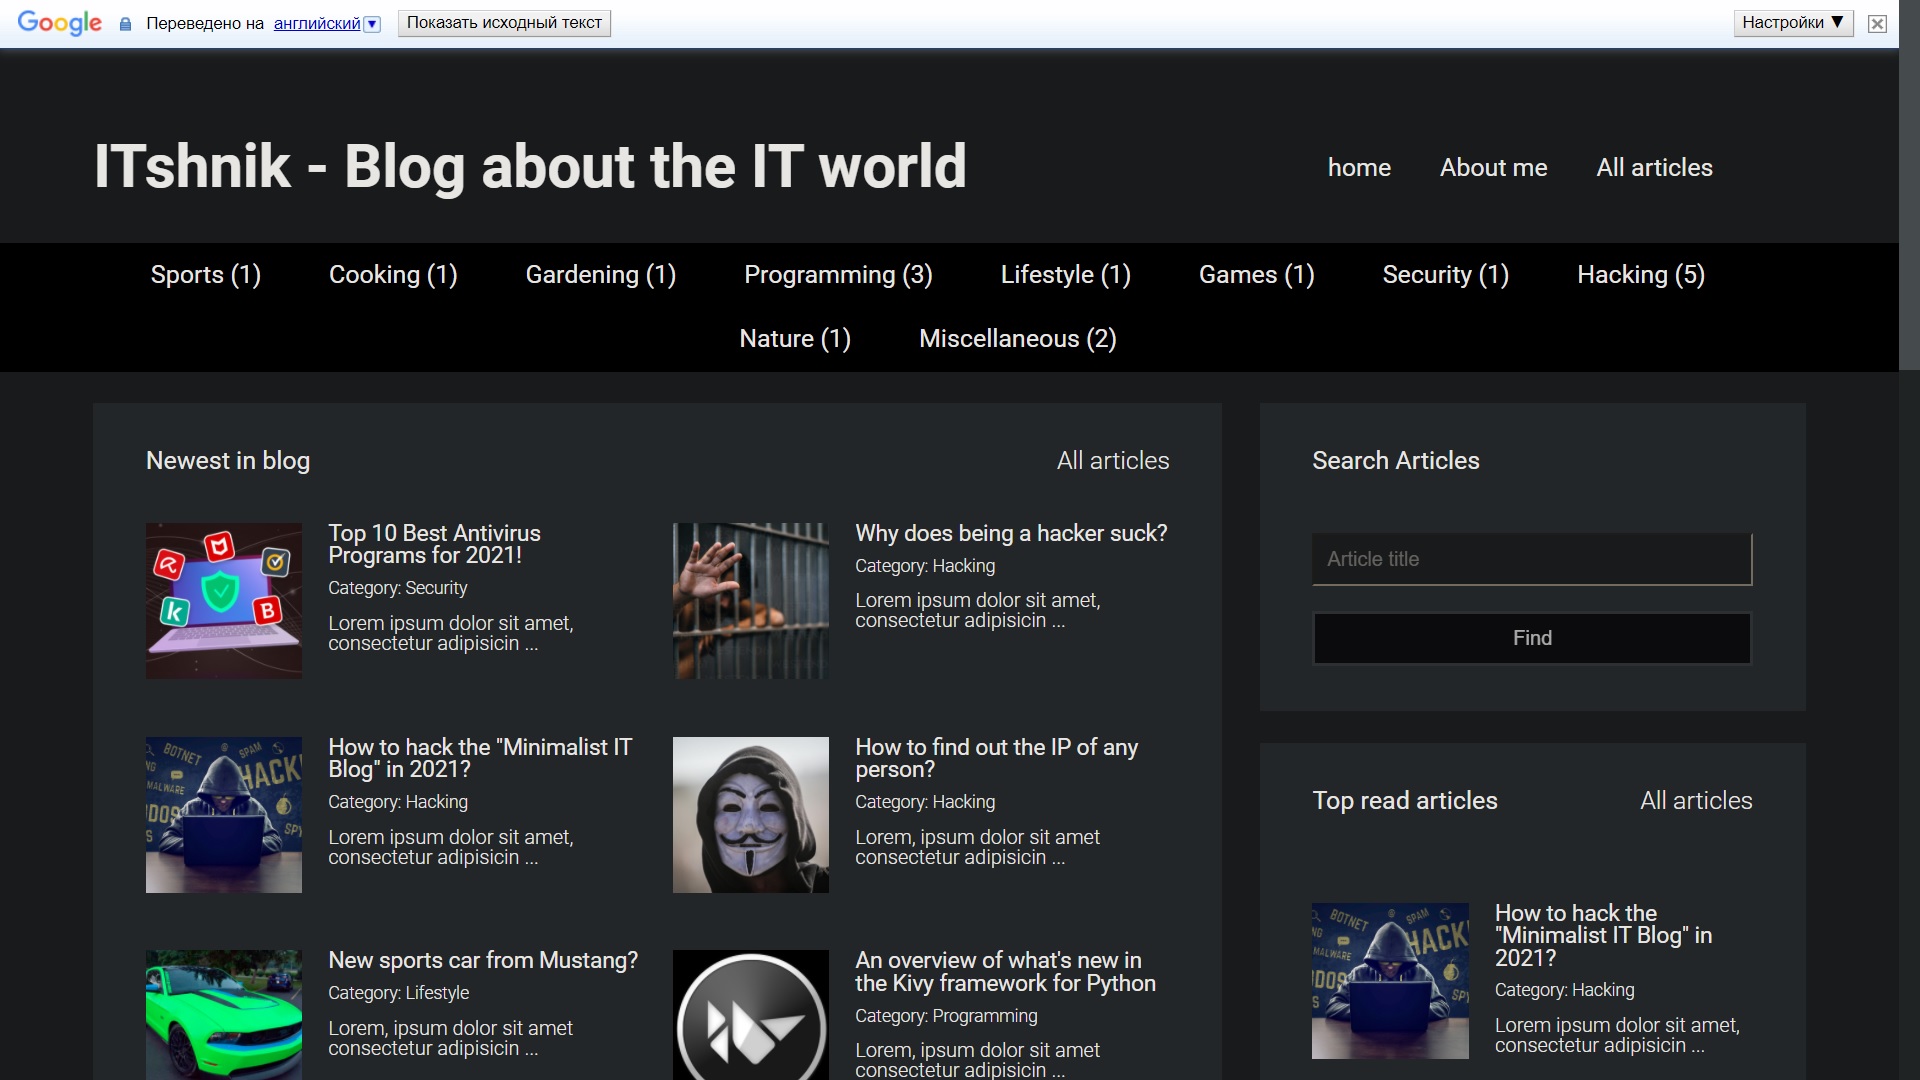 Google Переведено на английский Показать исходный текст Настройки ▼
ITshnik - Blog about the IT world
home About me All articles
Sports (1) Cooking (1) Gardening (1) Programming (3) Lifestyle (1) Games (1) Security (1) Hacking (5)
Nature (1) Miscellaneous (2)
Newest in blog All articles
Top 10 Best Antivirus
Programs for 2021!
Category: Security
Lorem ipsum dolor sit amet,
consectetur adipisicin ...
Why does being a hacker suck?
Category: Hacking
Lorem ipsum dolor sit amet,
consectetur adipisicin ...
BOTNET SPAM
HACK
MALWARE
How to hack the "Minimalist IT
Blog" in 2021?
Category: Hacking
Lorem ipsum dolor sit amet,
consectetur adipisicin ...
How to find out the IP of any
person?
Category: Hacking
Lorem, ipsum dolor sit amet
consectetur adipisicin ...
New sports car from Mustang?
Category: Lifestyle
Lorem, ipsum dolor sit amet
consectetur adipisicin ...
An overview of what's new in
the Kivy framework for Python
Category: Programming
Lorem, ipsum dolor sit amet
consectetur adipisicin ...
Search Articles
Article title
Find
Top read articles All articles
BOTNET SPAM
HACK
MALWARE
How to hack the
"Minimalist IT Blog" in
2021?
Category: Hacking
Lorem ipsum dolor sit amet,
consectetur adipisicin ...